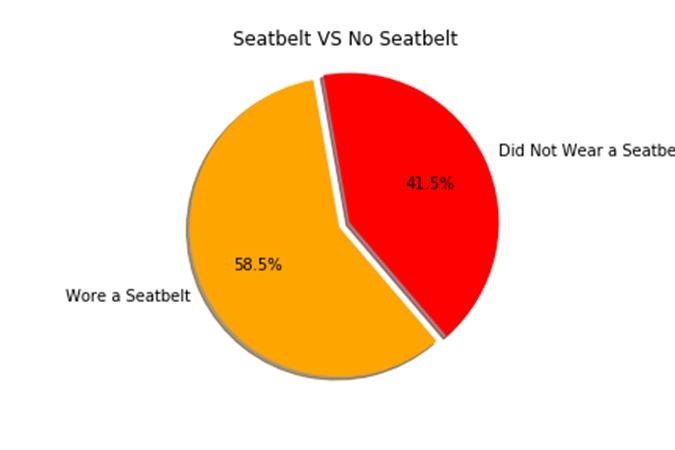 Seatbelt VS No Seatbelt
Did Not Wear a Seatbe
41.5%
58.5%
Wore a Seatbelt